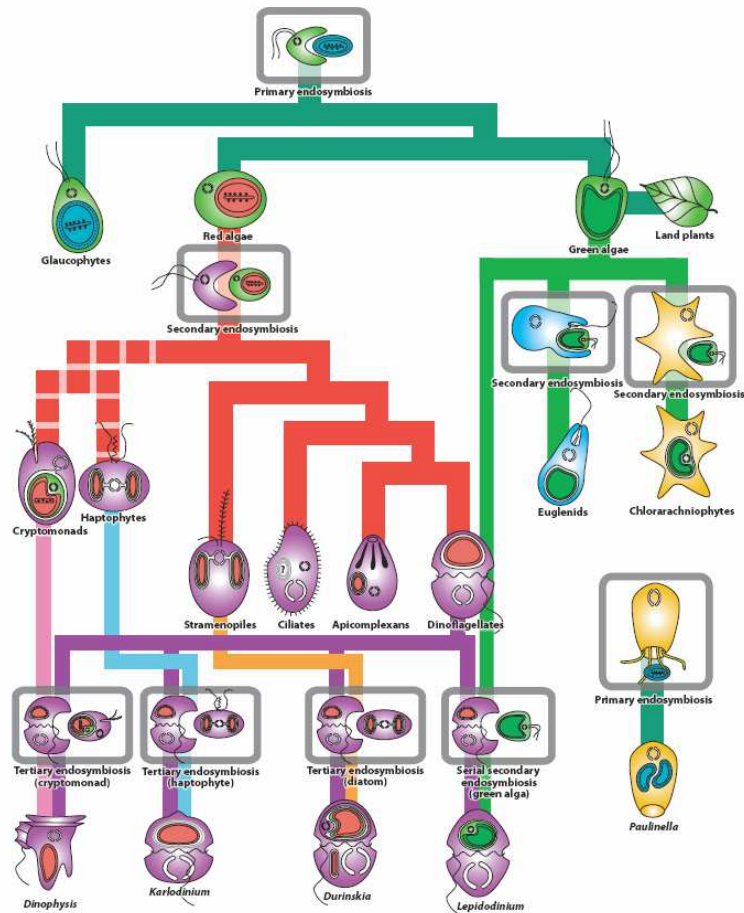 Primary endosymbiosis
Glaucophytes
Red algae
Green algae
Land plants
Secondary endosymbiosis
Secondary endosymbiosis
Secondary endosymbiosis
Cryptomonads
Haptophytes
Euglenids
Chlorarachniophytes
?
Stramenopiles
Ciliates
Apicomplexans
Dinoflagellates
Primary endosymbiosis
Tertiary endosymbiosis
(cryptomonad)
Tertiary endosymbiosis
(haptophyte)
Tertiary endosymbiosis
(diatom)
Serial secondary
endosymbiosis
(green alga)
Paulinella
Dinophysis
Karlodinium
Durinskia
Lepidodinium